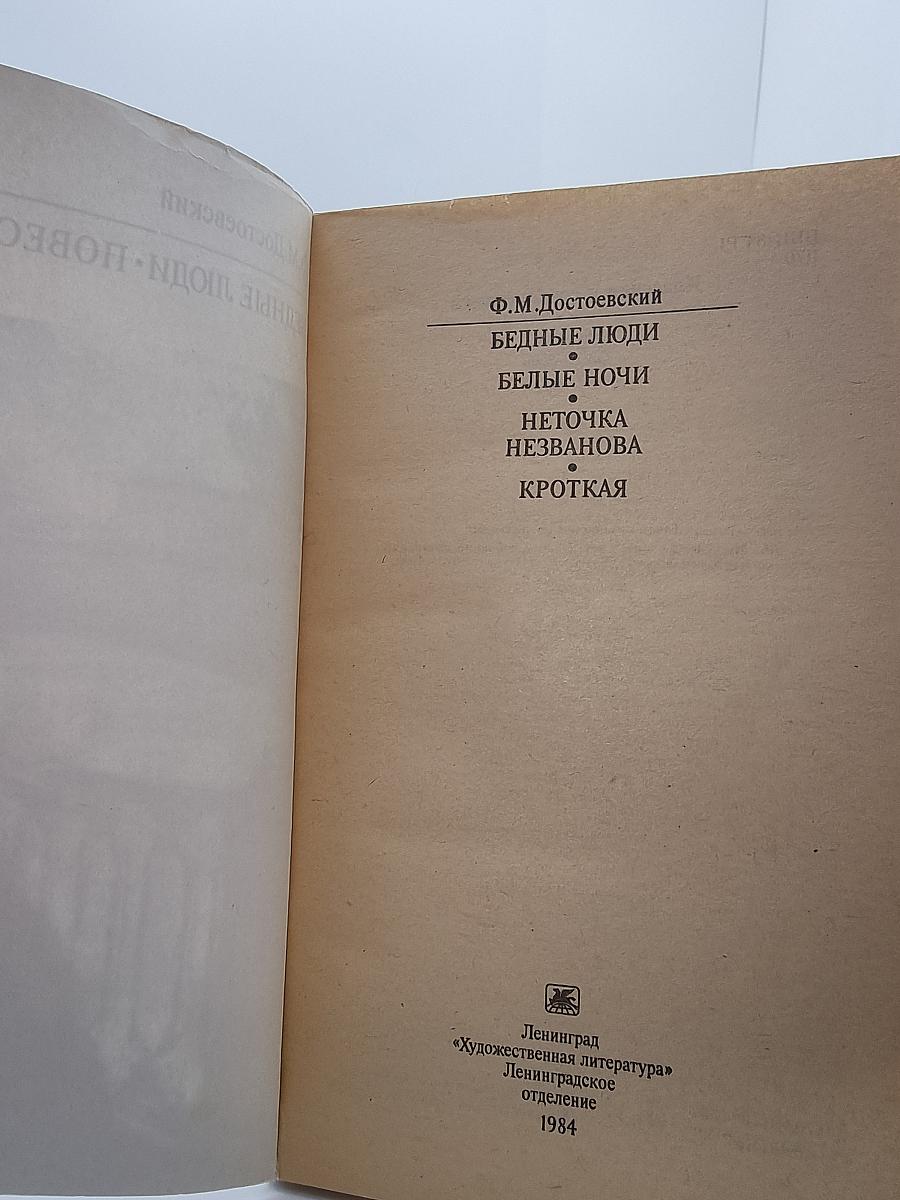 Ф.М.Достоевский
БЕДНЫЕ ЛЮДИ
•
БЕЛЫЕ НОЧИ
•
НЕТОЧКА
НЕЗВАНОВА
•
КРОТКАЯ
Ленинград
«Художественная литература»
Ленинградское
отделение
1984